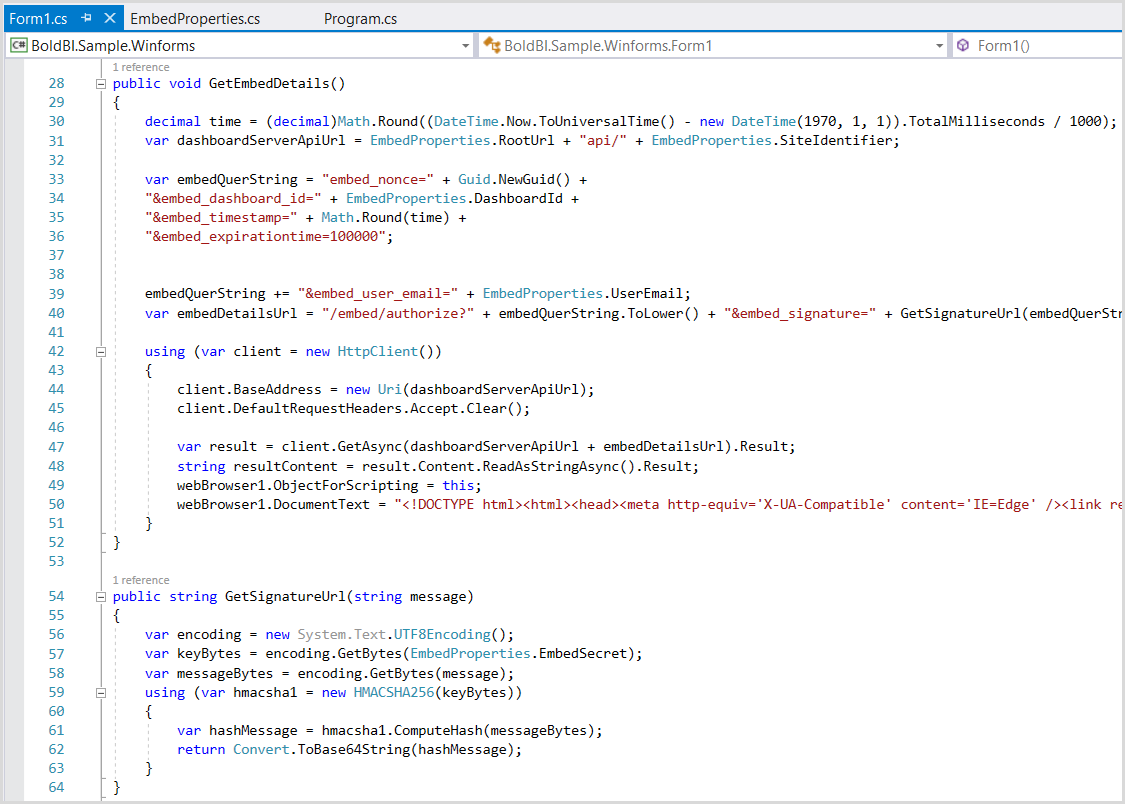 Form1.cs EmbedProperties.cs Program.cs
C# BoldBI.Sample.Winforms BoldBI.Sample.Winforms.Form1 Form1()
1 reference
28 public void GetEmbedDetails()
29 {
30 decimal time = (decimal)Math.Round((DateTime.Now.ToUniversalTime() - new DateTime(1970, 1, 1)).TotalMilliseconds / 1000);
31 var dashboardServerApiUrl = EmbedProperties.RootUrl + "api/" + EmbedProperties.SiteIdentifier;
32
33 var embedQuerString = "embed_nonce=" + Guid.NewGuid() +
34 "&embed_dashboard_id=" + EmbedProperties.DashboardId +
35 "&embed_timestamp=" + Math.Round(time) +
36 "&embed_expirationtime=100000";
37
38
39 embedQuerString += "&embed_user_email=" + EmbedProperties.UserEmail;
40 var embedDetailsUrl = "/embed/authorize?" + embedQuerString.ToLower() + "&embed_signature=" + GetSignatureUrl(embedQuerStr
41
42 using (var client = new HttpClient())
43 {
44 client.BaseAddress = new Uri(dashboardServerApiUrl);
45 client.DefaultRequestHeaders.Accept.Clear();
46
47 var result = client.GetAsync(dashboardServerApiUrl + embedDetailsUrl).Result;
48 string resultContent = result.Content.ReadAsStringAsync().Result;
49 webBrowser1.ObjectForScripting = this;
50 webBrowser1.DocumentText = "<!DOCTYPE html><html><head><meta http-equiv='X-UA-Compatible' content='IE=Edge' /><link re
51 }
52 }
53
1 reference
54 public string GetSignatureUrl(string message)
55 {
56 var encoding = new System.Text.UTF8Encoding();
57 var keyBytes = encoding.GetBytes(EmbedProperties.EmbedSecret);
58 var messageBytes = encoding.GetBytes(message);
59 using (var hmacsha1 = new HMACSHA256(keyBytes))
60 {
61 var hashMessage = hmacsha1.ComputeHash(messageBytes);
62 return Convert.ToBase64String(hashMessage);
63 }
64 }